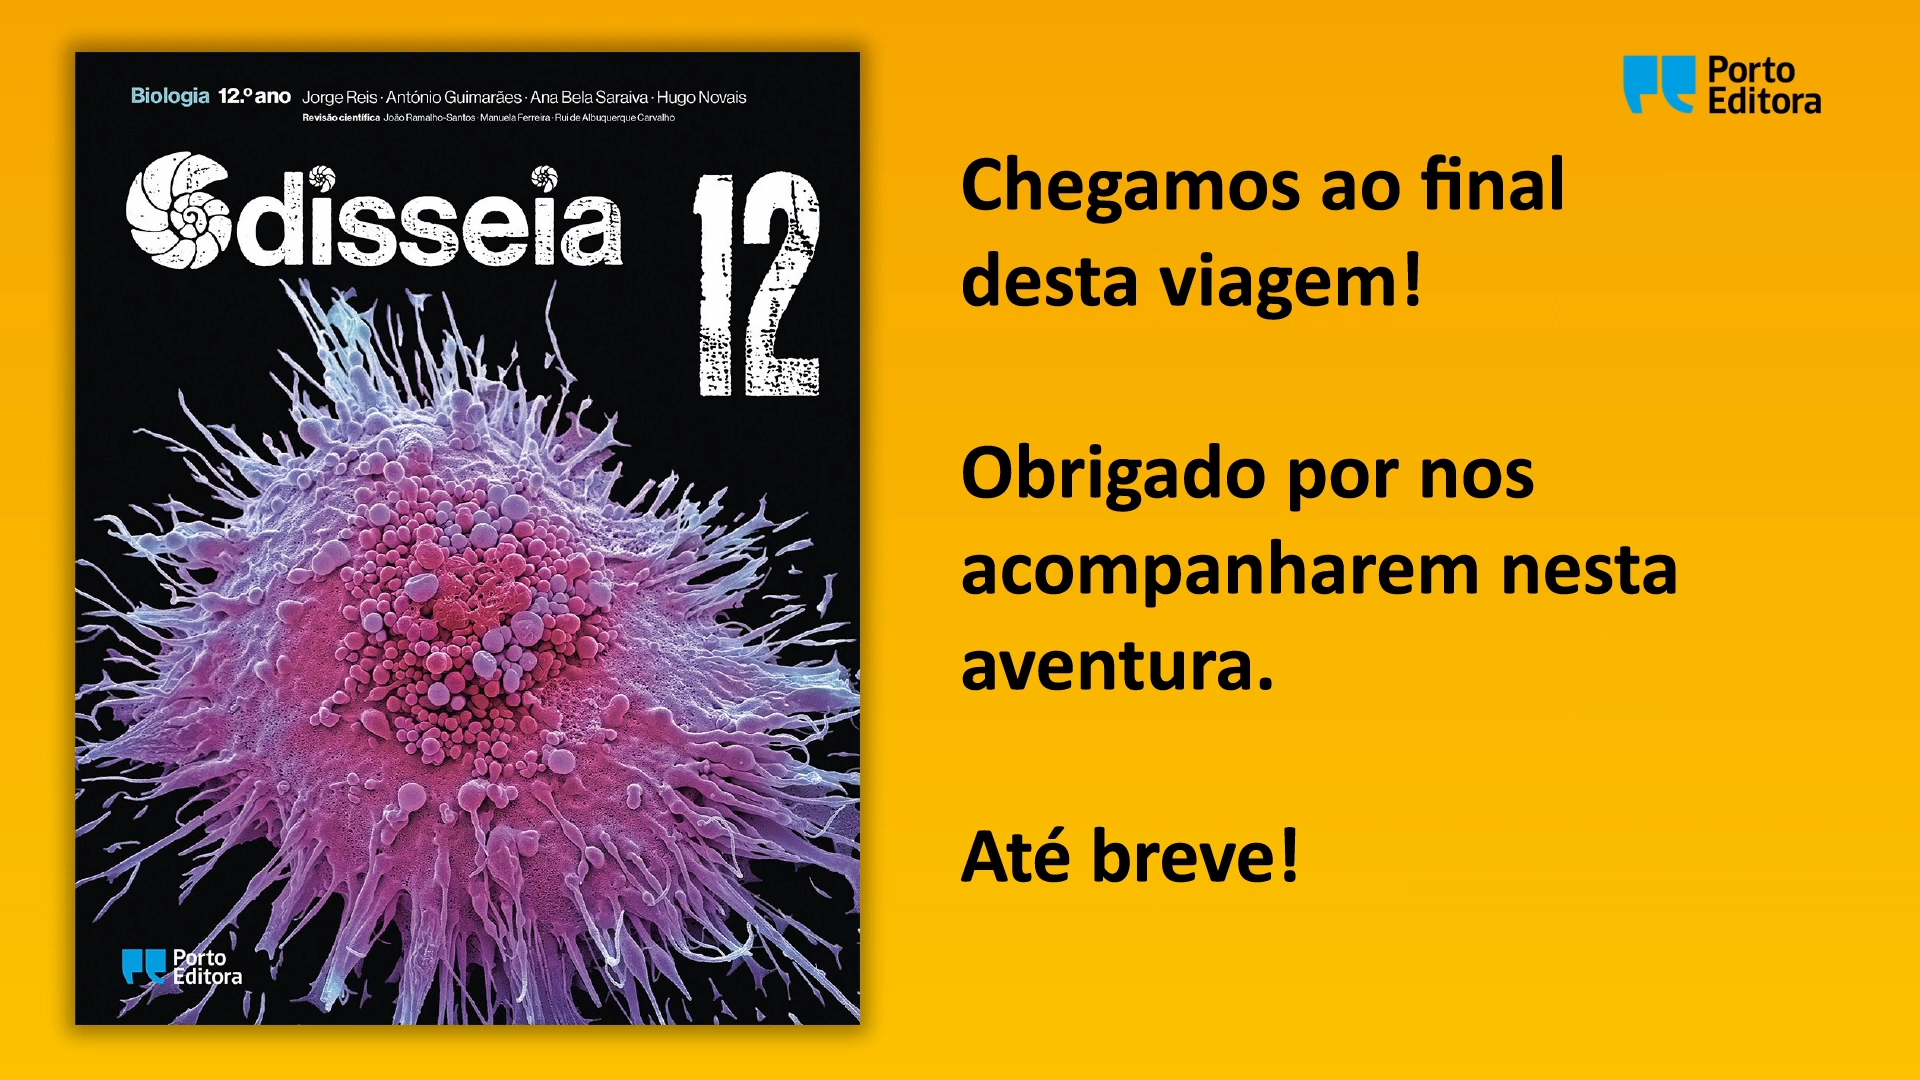 Biologia 12.º ano Jorge Reis · António Guimarães · Ana Bela Saraiva · Hugo Novais
Revisão científica João Ramalho-Santos · Manuela Ferreira · Rui de Albuquerque Carvalho
Odisseia 12
Porto
Editora
Porto
Editora
Chegamos ao final
desta viagem!
Obrigado por nos
acompanharem nesta
aventura.
Até breve!